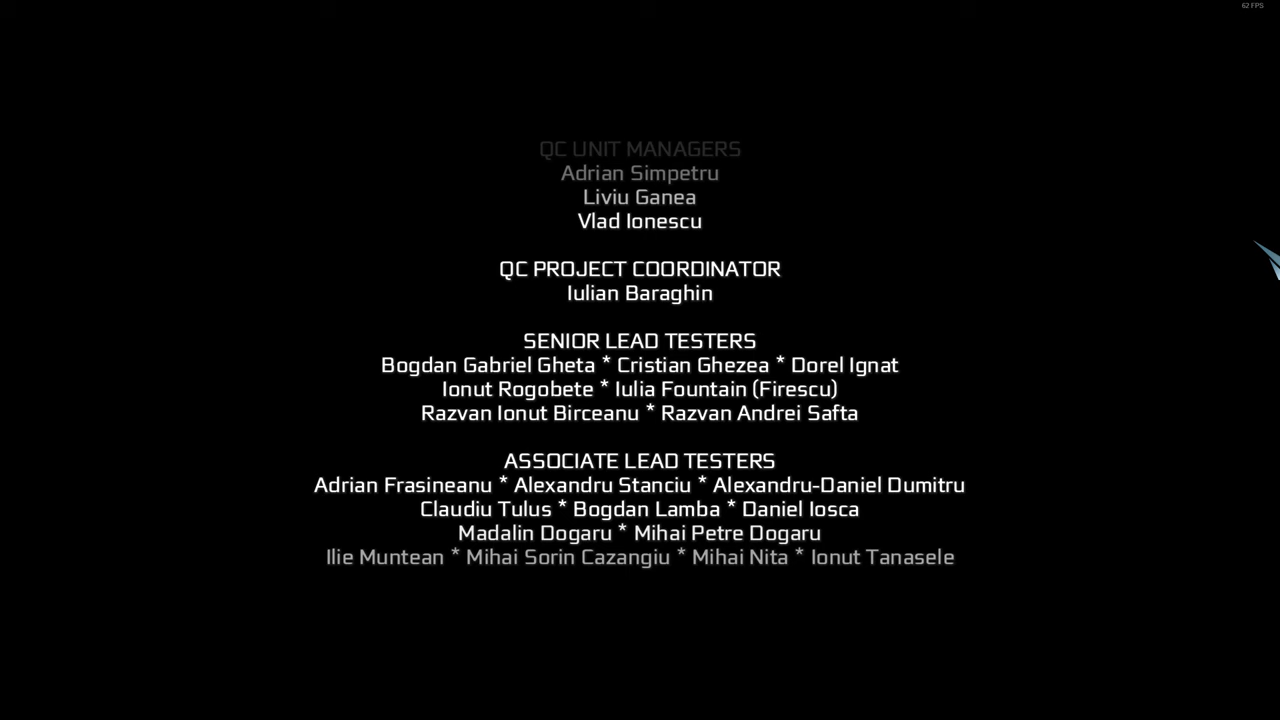 62 FPS
QC UNIT MANAGERS
Adrian Simpetru
Liviu Ganea
Vlad Ionescu
QC PROJECT COORDINATOR
Iulian Baraghin
SENIOR LEAD TESTERS
Bogdan Gabriel Gheta * Cristian Ghezea * Dorel Ignat
Ionut Rogobete * Iulia Fountain (Firescu)
Razvan Ionut Birceanu * Razvan Andrei Safta
ASSOCIATE LEAD TESTERS
Adrian Frasineanu * Alexandru Stanciu * Alexandru-Daniel Dumitru
Claudiu Tulus * Bogdan Lamba * Daniel Iosca
Madalin Dogaru * Mihai Petre Dogaru
Ilie Muntean * Mihai Sorin Cazangiu * Mihai Nita * Ionut Tanasele